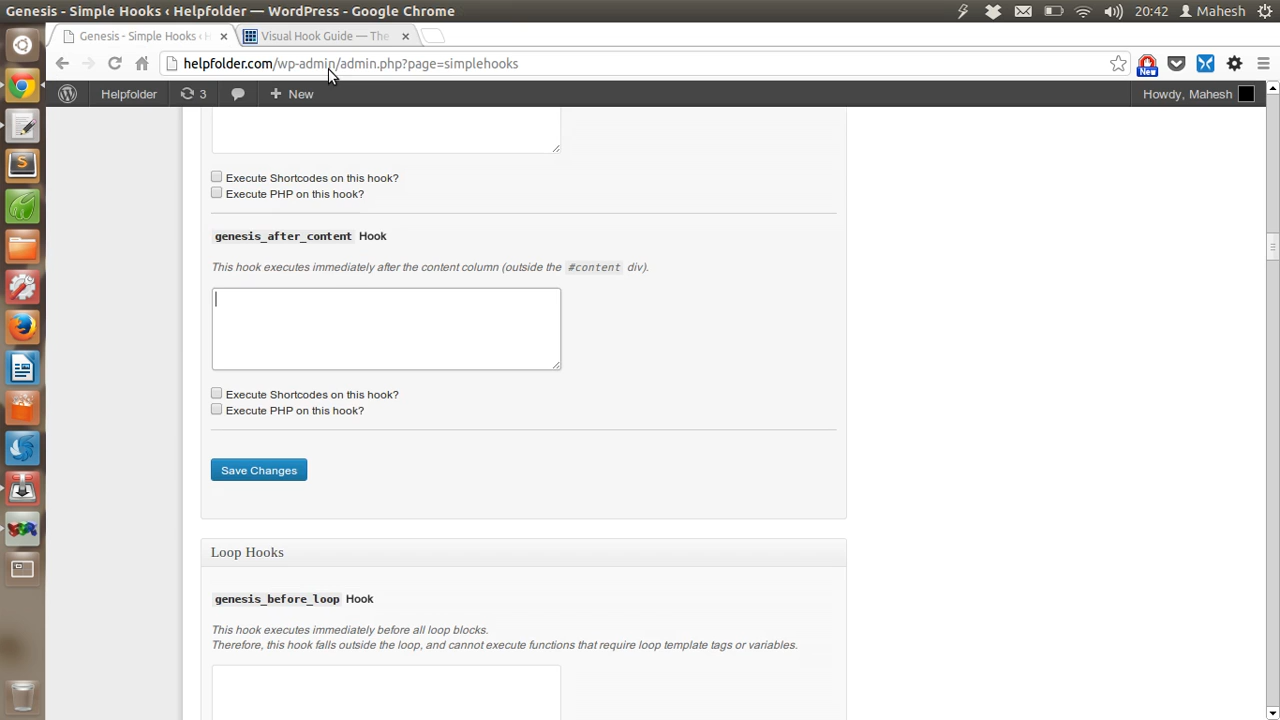 Genesis - Simple Hooks ‹ Helpfolder — WordPress - Google Chrome
20:42 Mahesh
Genesis - Simple Hooks ‹ H
Visual Hook Guide — The
helpfolder.com/wp-admin/admin.php?page=simplehooks
New
Helpfolder 3 New
Howdy, Mahesh
Execute Shortcodes on this hook?
Execute PHP on this hook?
genesis_after_content Hook
This hook executes immediately after the content column (outside the #content div).
Execute Shortcodes on this hook?
Execute PHP on this hook?
Save Changes
Loop Hooks
genesis_before_loop Hook
This hook executes immediately before all loop blocks.
Therefore, this hook falls outside the loop, and cannot execute functions that require loop template tags or variables.